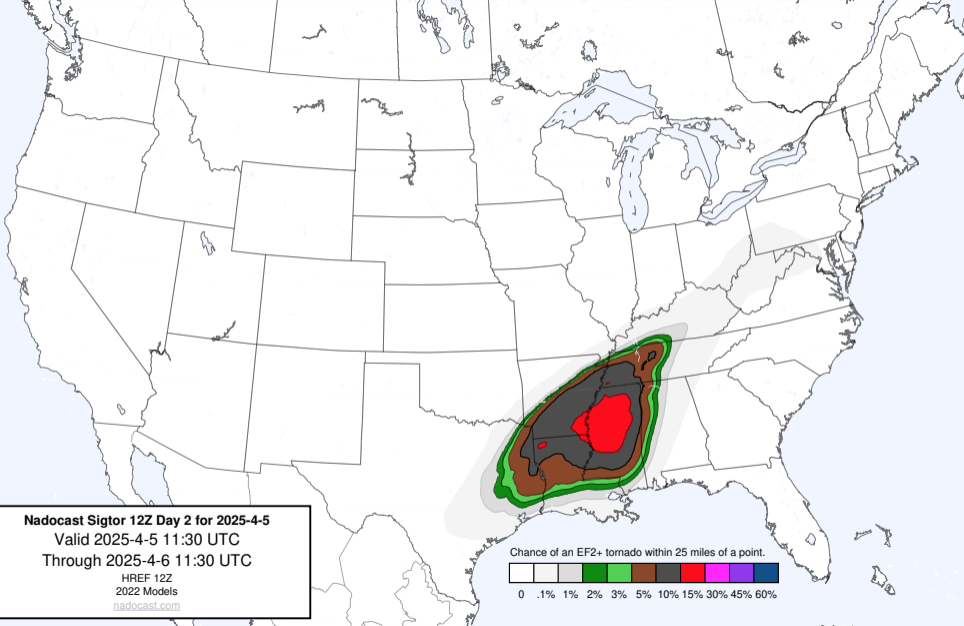 Nadocast Sigtor 12Z Day 2 for 2025-4-5
Valid 2025-4-5 11:30 UTC
Through 2025-4-6 11:30 UTC
HREF 12Z
2022 Models
nadocast.com
Chance of an EF2+ tornado within 25 miles of a point.
0 .1% 1% 2% 3% 5% 10% 15% 30% 45% 60%